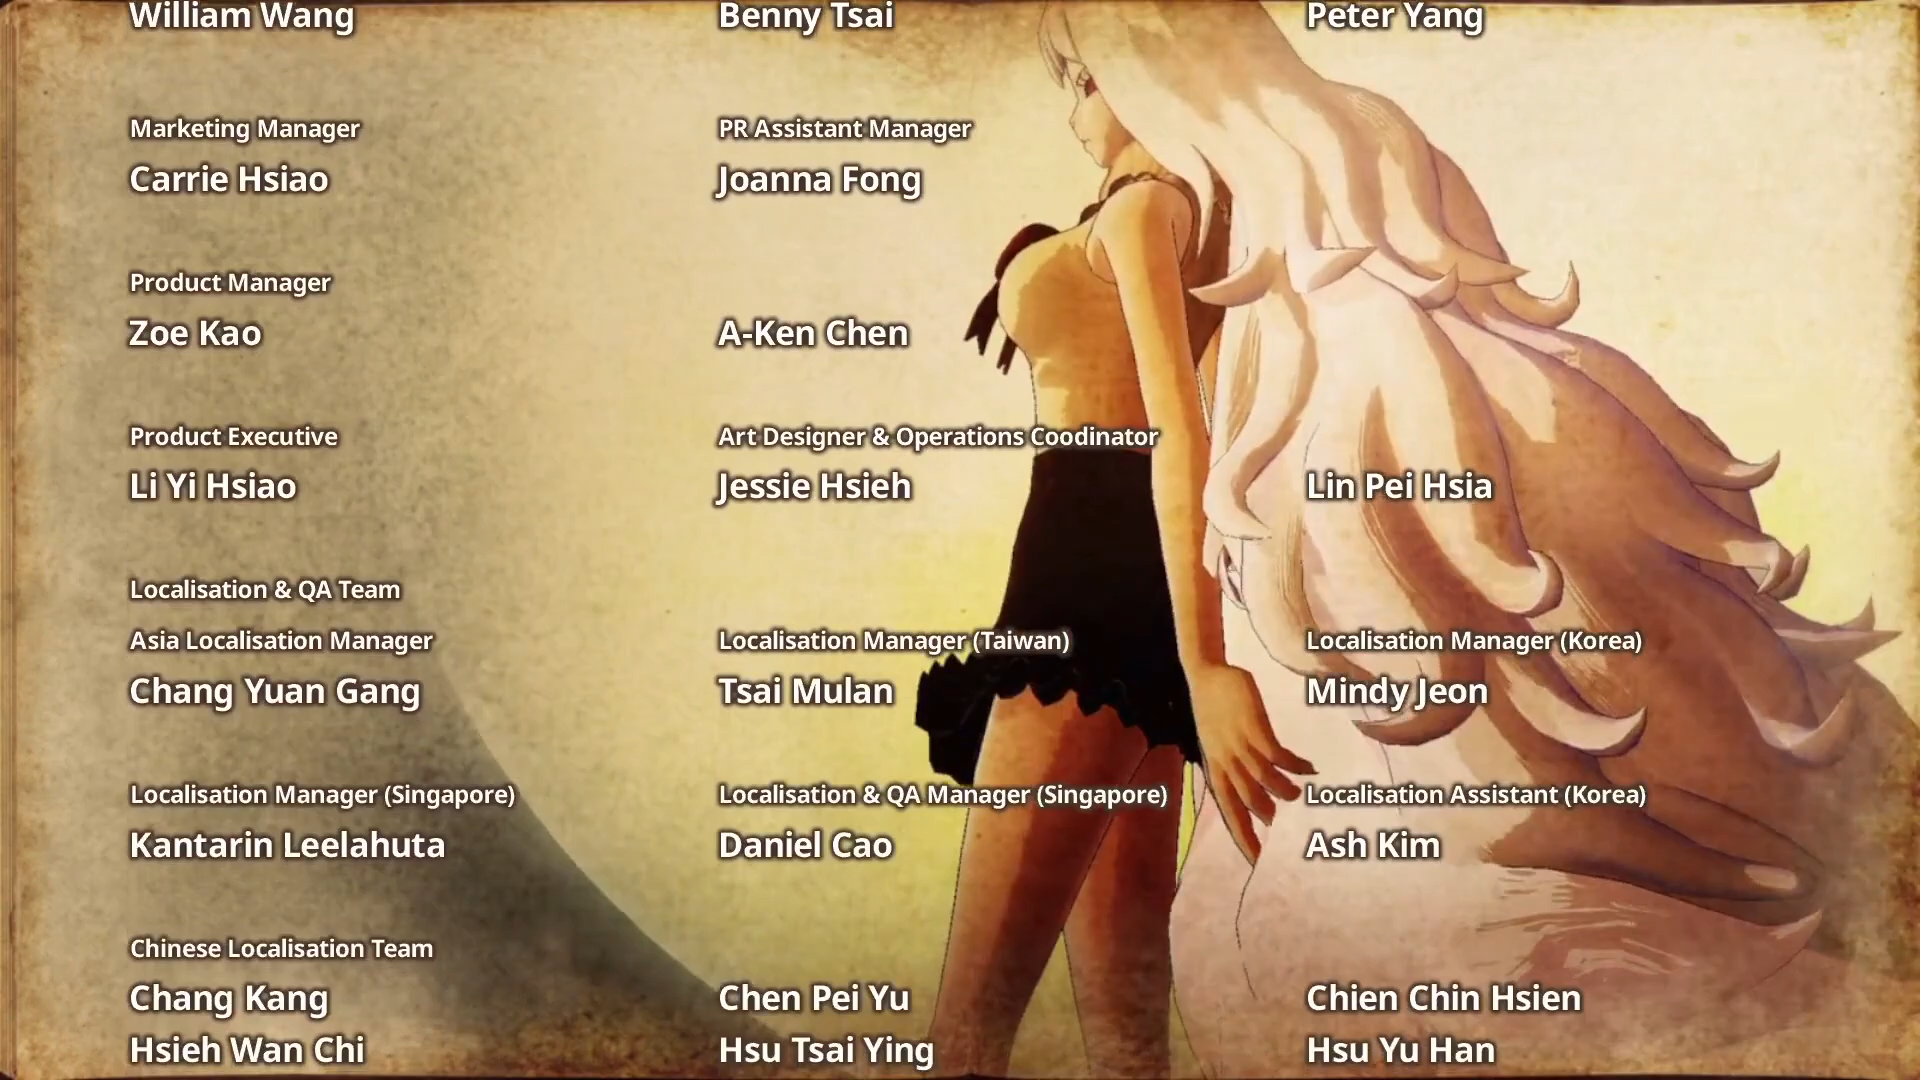 William Wang Benny Tsai Peter Yang
Marketing Manager PR Assistant Manager
Carrie Hsiao Joanna Fong
Product Manager
Zoe Kao A-Ken Chen
Product Executive Art Designer & Operations Coodinator
Li Yi Hsiao Jessie Hsieh Lin Pei Hsia
Localisation & QA Team
Asia Localisation Manager Localisation Manager (Taiwan) Localisation Manager (Korea)
Chang Yuan Gang Tsai Mulan Mindy Jeon
Localisation Manager (Singapore) Localisation & QA Manager (Singapore) Localisation Assistant (Korea)
Kantarin Leelahuta Daniel Cao Ash Kim
Chinese Localisation Team
Chang Kang Chen Pei Yu Chien Chin Hsien
Hsieh Wan Chi Hsu Tsai Ying Hsu Yu Han